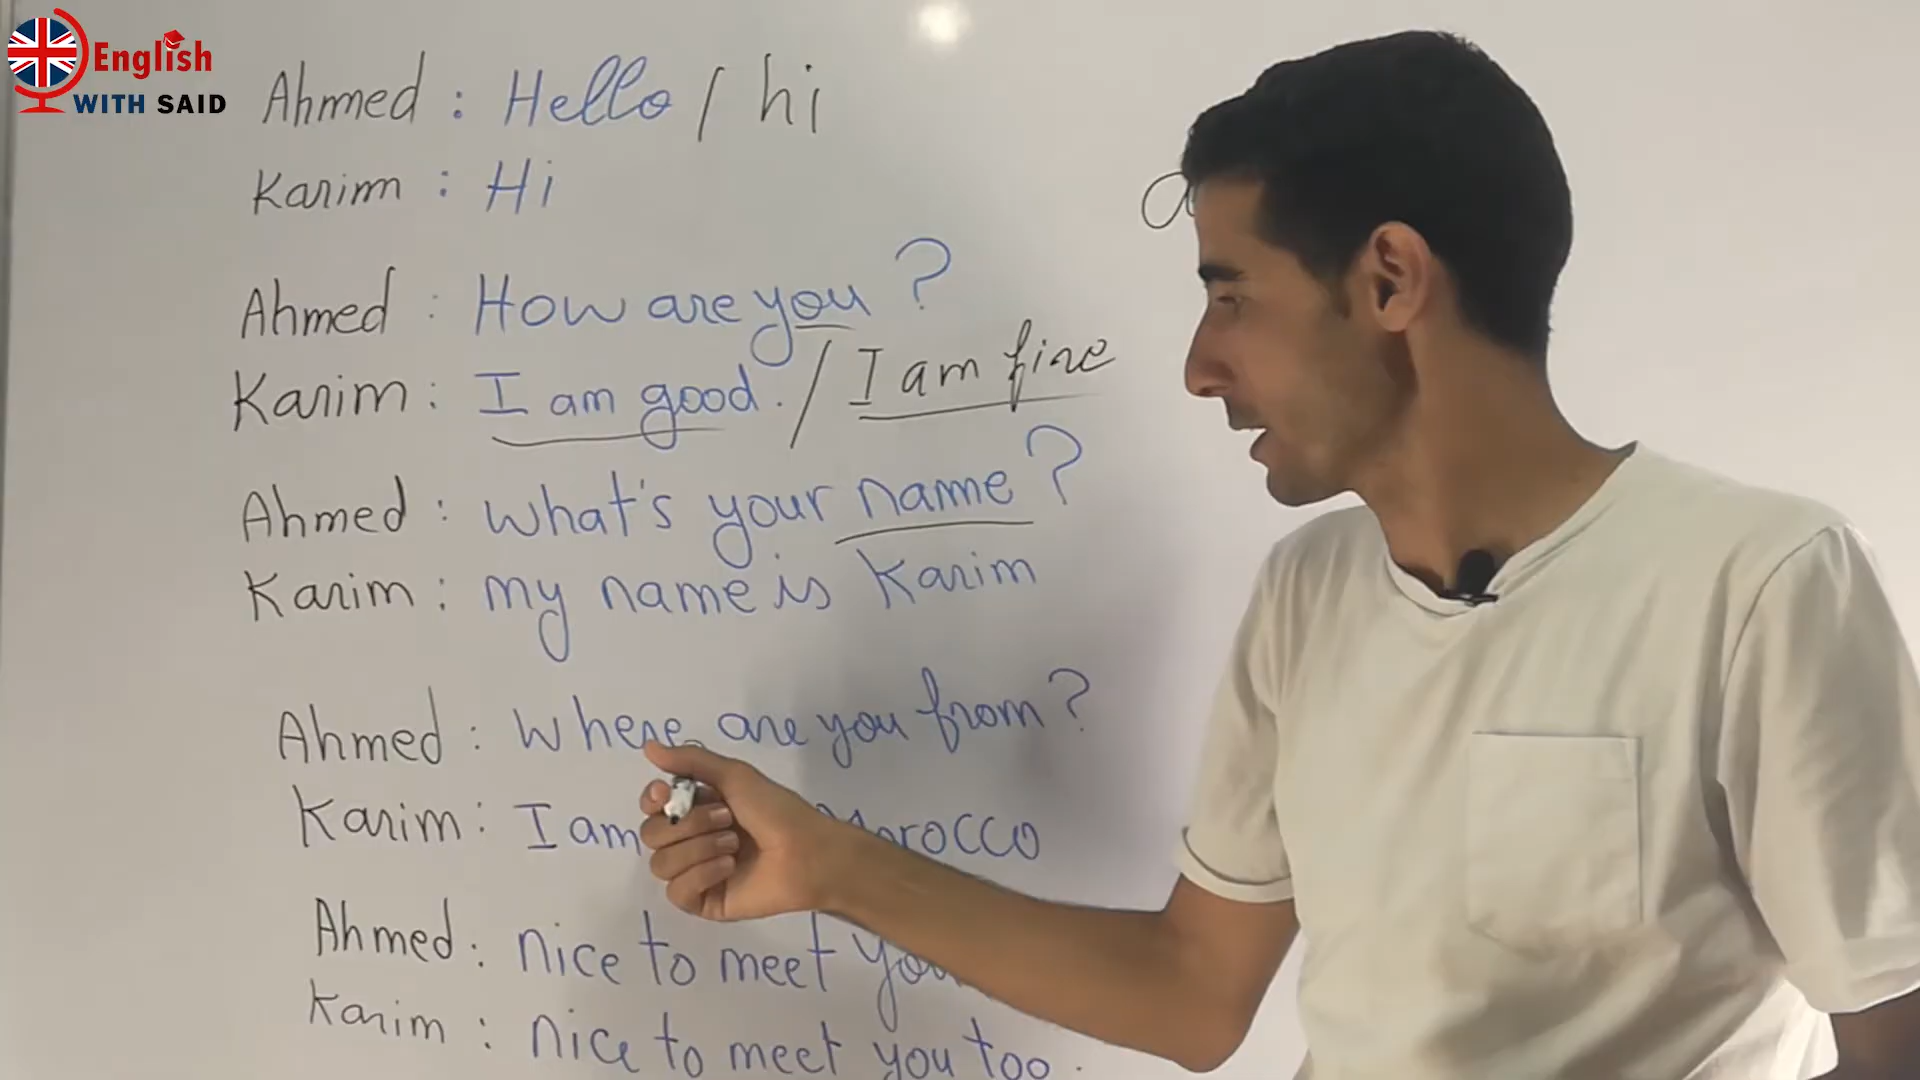 English
WITH SAID
Ahmed : Hello / hi
Karim : Hi
Ahmed : How are you ?
Karim : I am good. / I am fine
Ahmed : what's your name ?
Karim : my name is Karim
Ahmed : Where are you from ?
Karim : I am Morocco
Ahmed : nice to meet you
Karim : nice to meet you too.